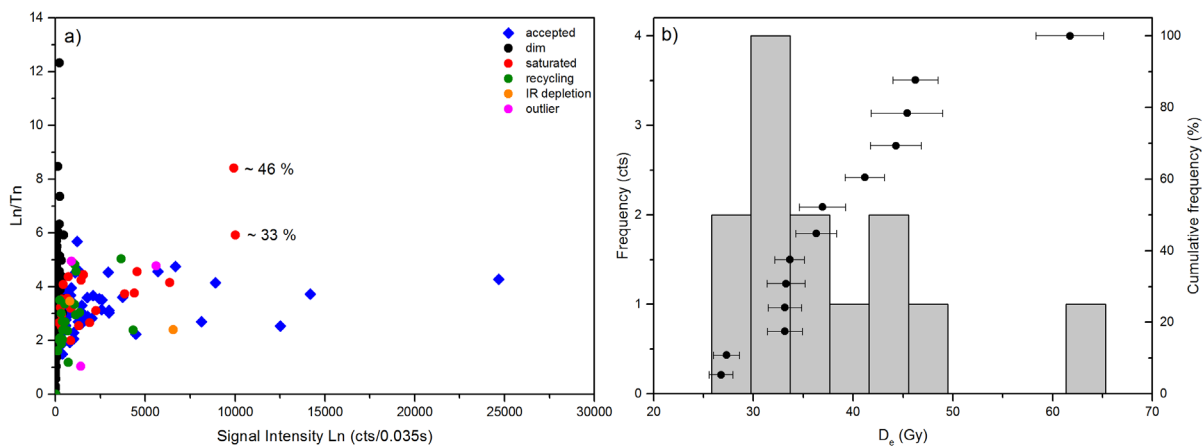 a)
14
12
10
8
6
4
2
0
Ln/Tn
accepted
dim
saturated
recycling
IR depletion
outlier
~ 46 %
~ 33 %
0 5000 10000 15000 20000 25000 30000
Signal Intensity Ln (cts/0.035s)
b)
4
3
2
1
0
Frequency (cts)
100
80
60
40
20
0
Cumulative frequency (%)
20 30 40 50 60 70
De (Gy)